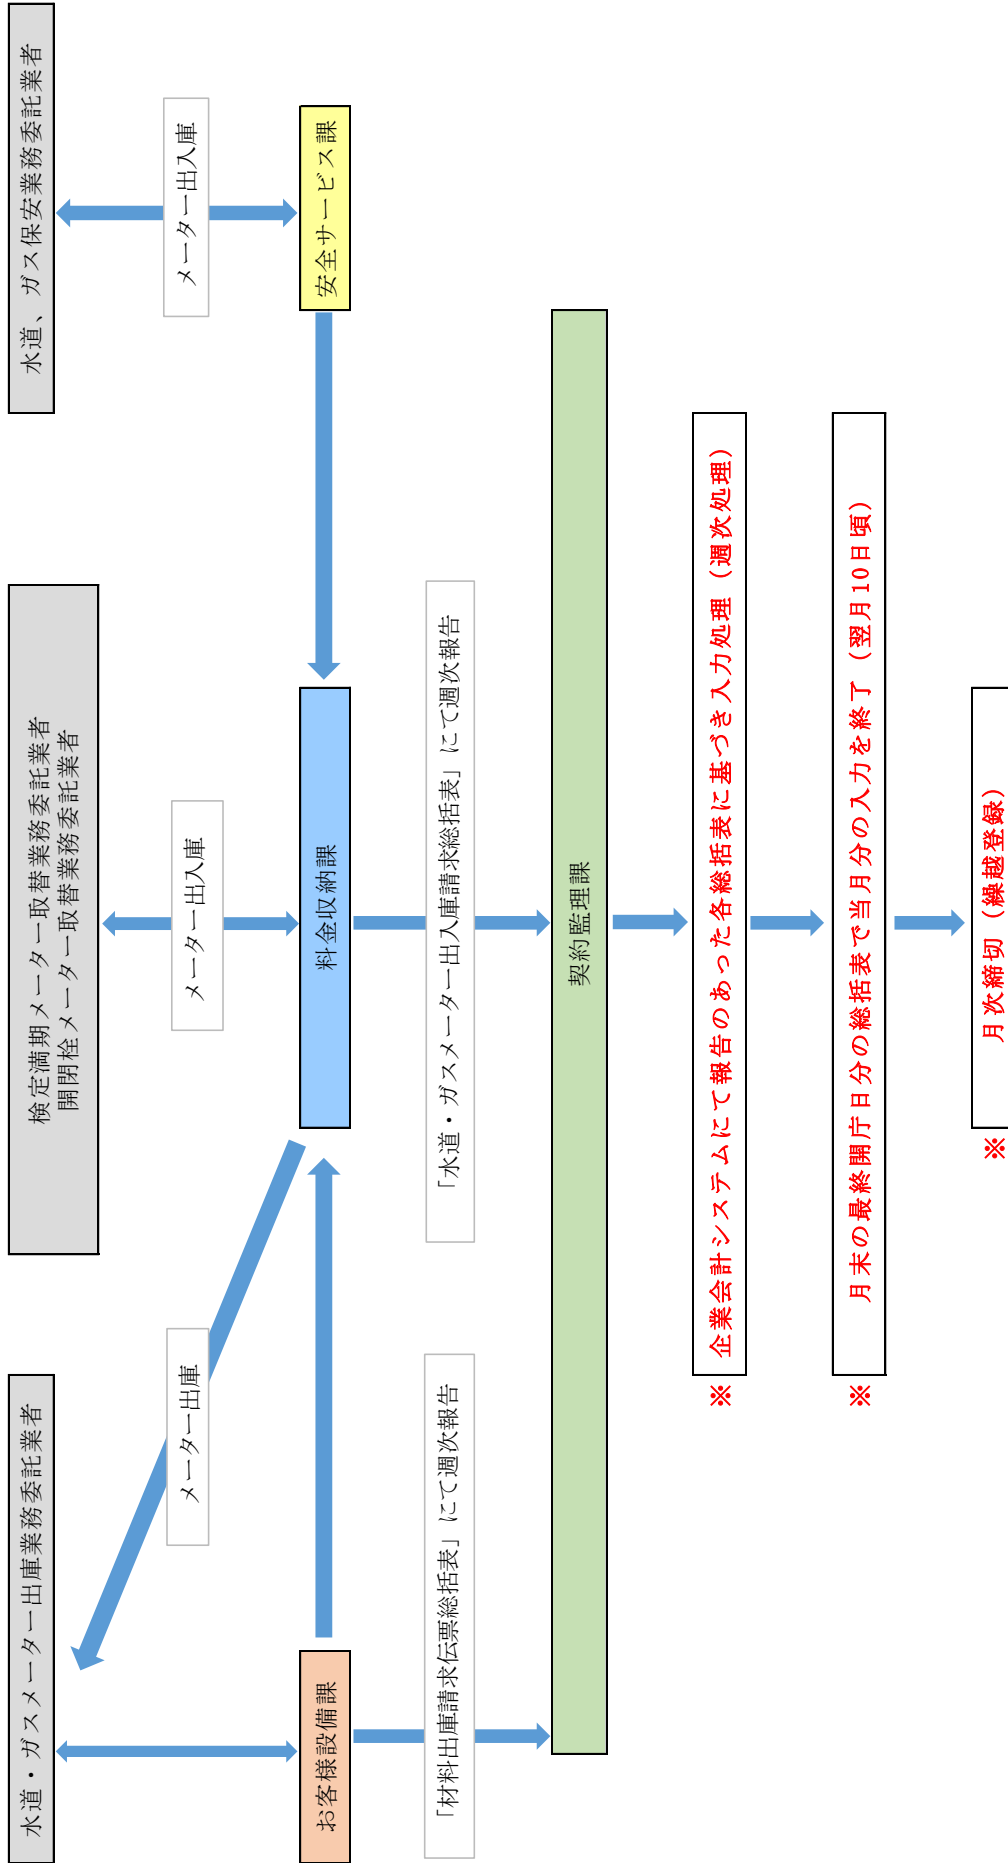 水道・ガスメーター出庫業務委託業者
検定満期メーター取替業務委託業者
開閉栓メーター取替業務委託業者
水道、ガス保安業務委託業者
メーター出庫
メーター出入庫
メーター出入庫
お客様設備課
料金収納課
安全サービス課
「材料出庫請求伝票総括表」にて週次報告
「水道・ガスメーター出入庫請求総括表」にて週次報告
契約監理課
※ 企業会計システムにて報告のあった各総括表に基づき入力処理（週次処理）
※ 月末の最終開庁日分の総括表で当月分の入力を終了（翌月10日頃）
※ 月次締切（繰越登録）